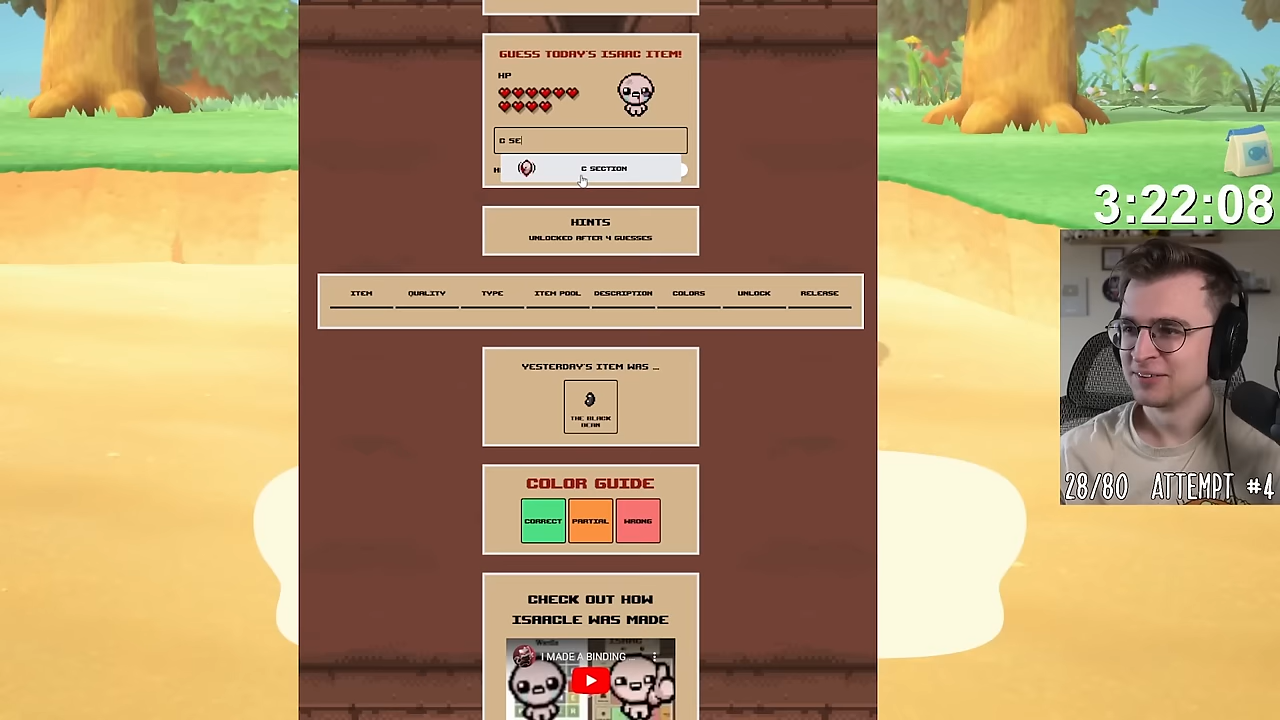 GUESS TODAY'S ISAAC ITEM!
HP
C SE
C SECTION
HINTS
UNLOCKED AFTER 4 GUESSES
ITEM QUALITY TYPE ITEM POOL DESCRIPTION COLORS UNLOCK RELEASE
YESTERDAY'S ITEM WAS ...
THE BLACK
BEAN
COLOR GUIDE
CORRECT PARTIAL WRONG
CHECK OUT HOW
ISAACLE WAS MADE
I MADE A BINDING...
3:22:08
28/80 ATTEMPT #4